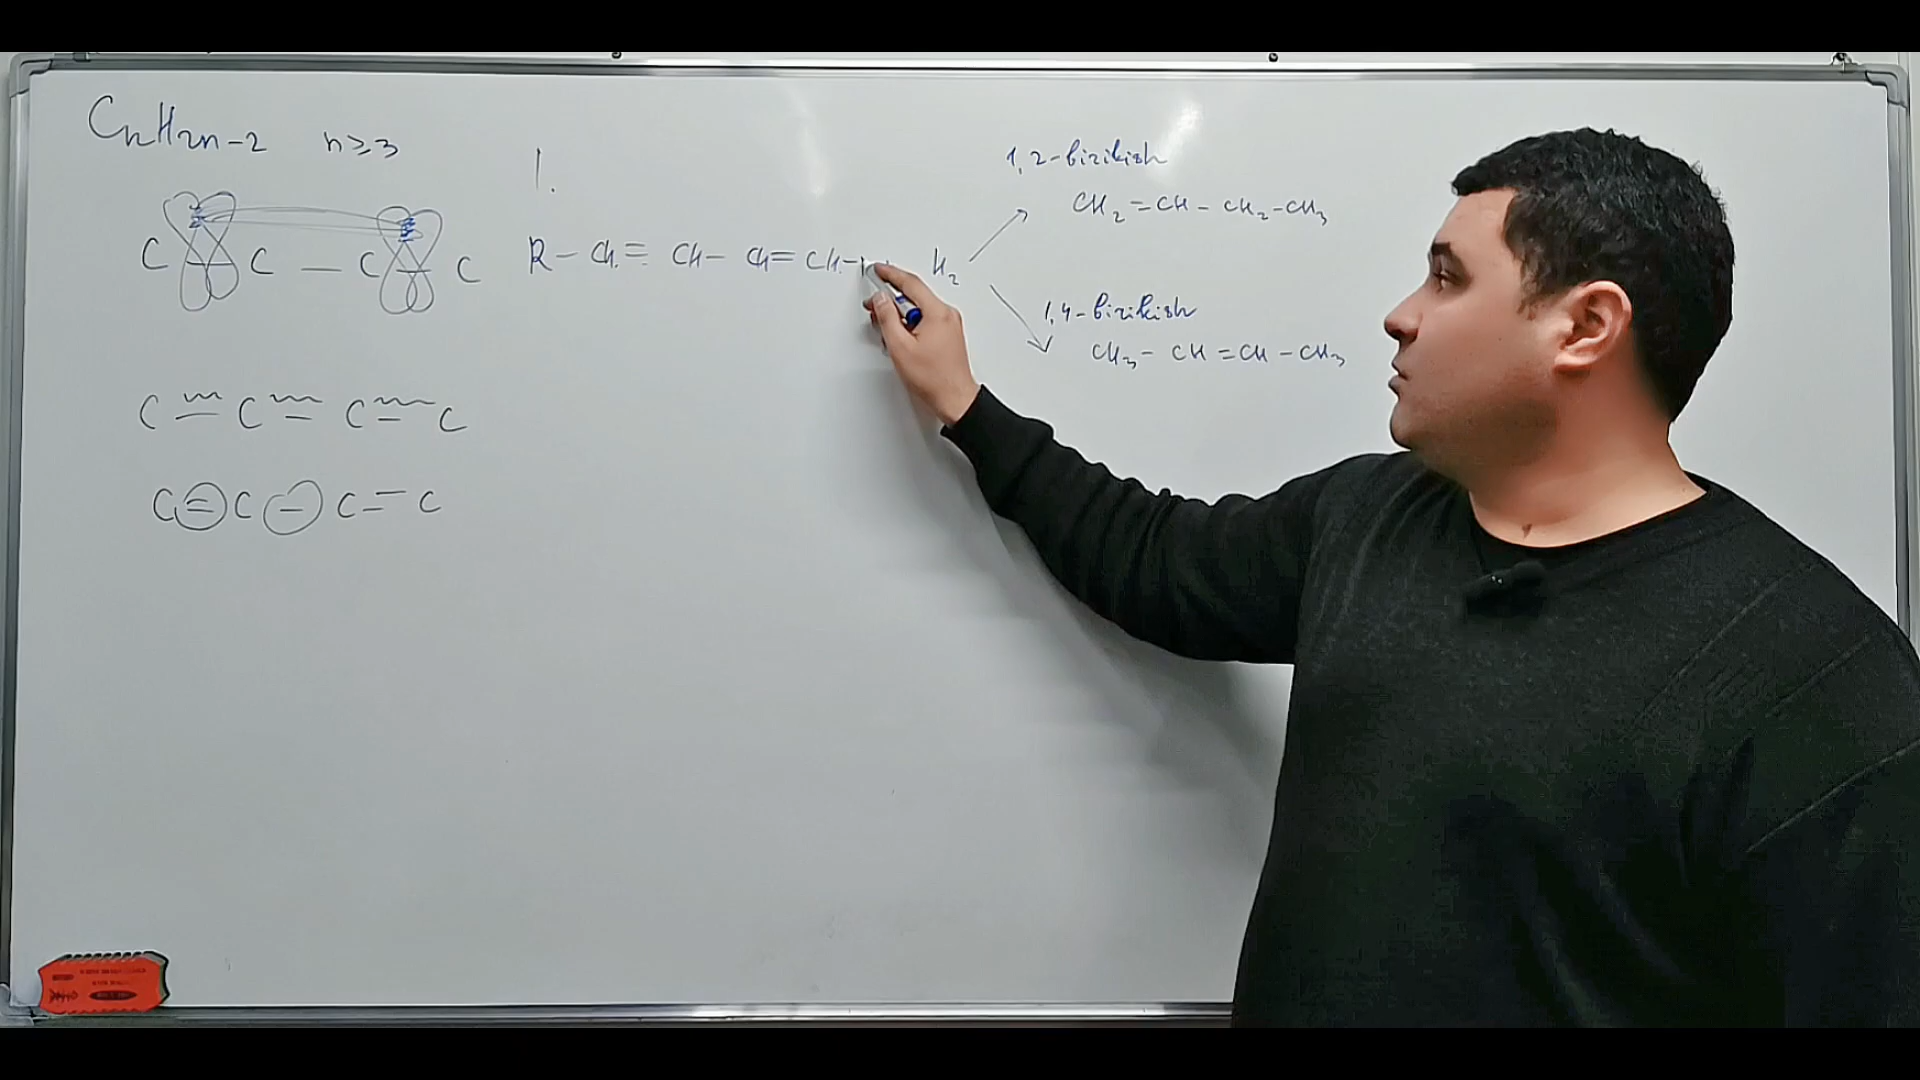 CnH2n-2 n≥3
1.
1,2-birikish
CH2=CH-CH2-CH3
C - C - C - C
R-CH=CH-CH=CH- H2
1,4-birikish
CH3-CH=CH-CH3
C C C C
C=C-C=C